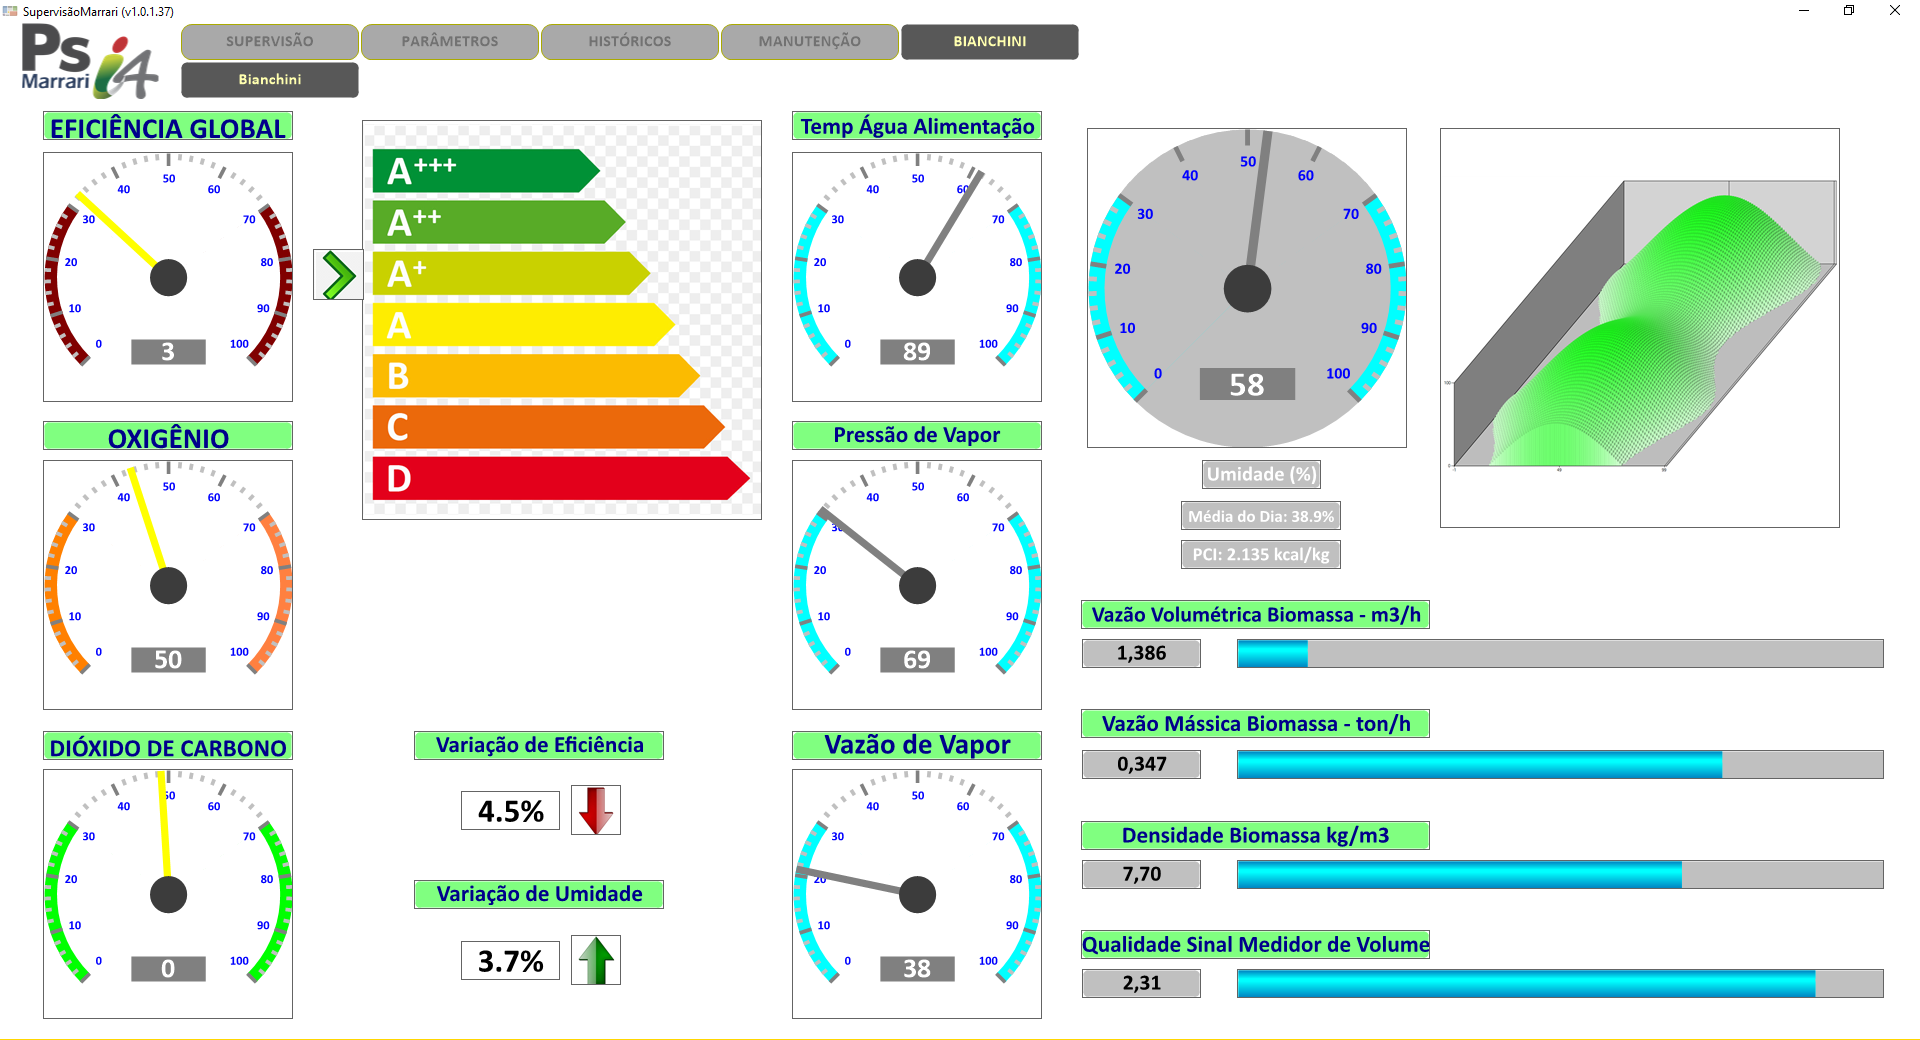 SupervisãoMarrari (v1.0.1.37)
Ps
Marrari
iA
SUPERVISÃO
PARÂMETROS
HISTÓRICOS
MANUTENÇÃO
BIANCHINI
Bianchini
EFICIÊNCIA GLOBAL
0 10 20 30 40 50 60 70 80 90 100
3
OXIGÊNIO
10 20 30 40 50 60 70 80 90 100
0
50
DIÓXIDO DE CARBONO
0 10 20 30 40 50 60 70 80 90 100
0
A+++
A++
A+
A
B
C
D
Variação de Eficiência
4.5%
Variação de Umidade
3.7%
Temp Água Alimentação
0 10 20 30 40 50 60 70 80 90 100
89
Pressão de Vapor
0 10 20 30 40 50 60 70 80 90 100
69
Vazão de Vapor
0 10 20 30 40 50 60 70 80 90 100
38
0 10 20 30 40 50 60 70 80 90 100
58
Umidade (%)
Média do Dia: 38.9%
PCI: 2.135 kcal/kg
Vazão Volumétrica Biomassa - m3/h
1,386
Vazão Mássica Biomassa - ton/h
0,347
Densidade Biomassa kg/m3
7,70
Qualidade Sinal Medidor de Volume
2,31